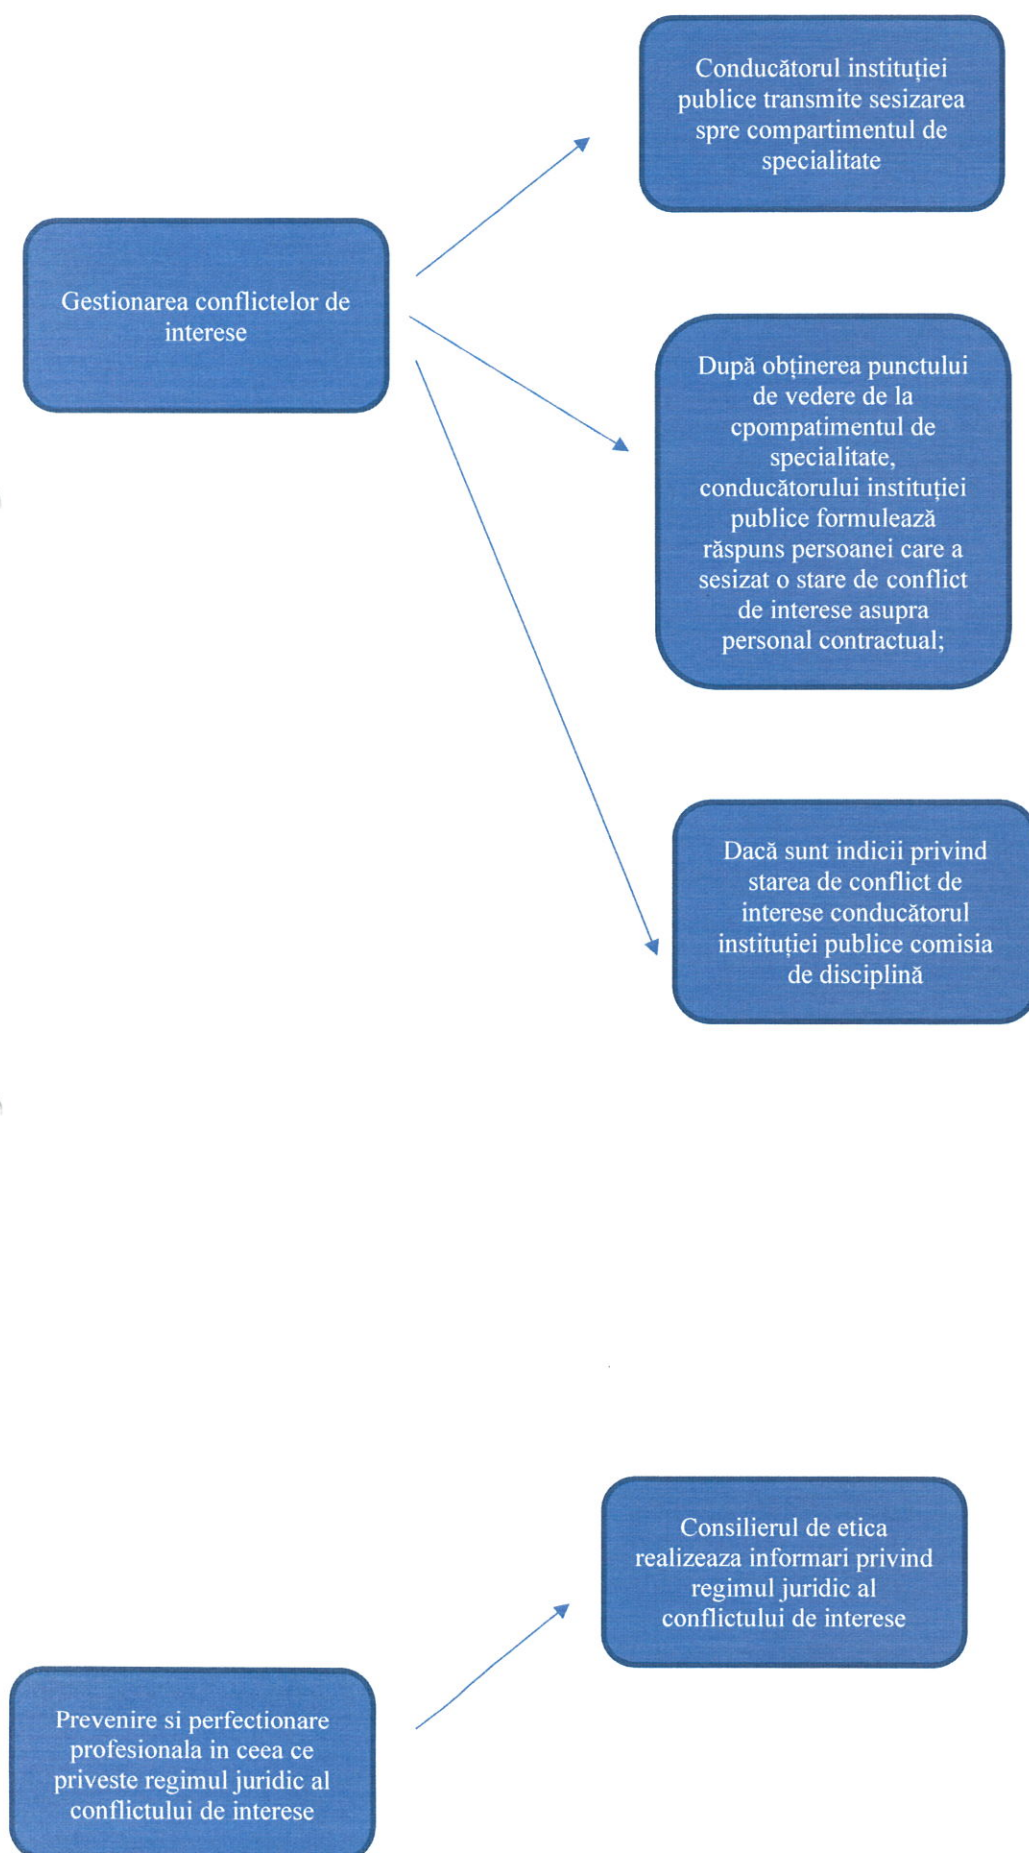 Conducătorul instituției
publice transmite sesizarea
spre compartimentul de
specialitate
Gestionarea conflictelor de
interese
După obținerea punctului
de vedere de la
cpompatimentul de
specialitate,
conducătorului instituției
publice formulează
răspuns persoanei care a
sesizat o stare de conflict
de interese asupra
personal contractual;
Dacă sunt indicii privind
starea de conflict de
interese conducătorul
instituției publice comisia
de disciplină
Consilierul de etica
realizeaza informari privind
regimul juridic al
conflictului de interese
Prevenire si perfectionare
profesionala in ceea ce
priveste regimul juridic al
conflictului de interese